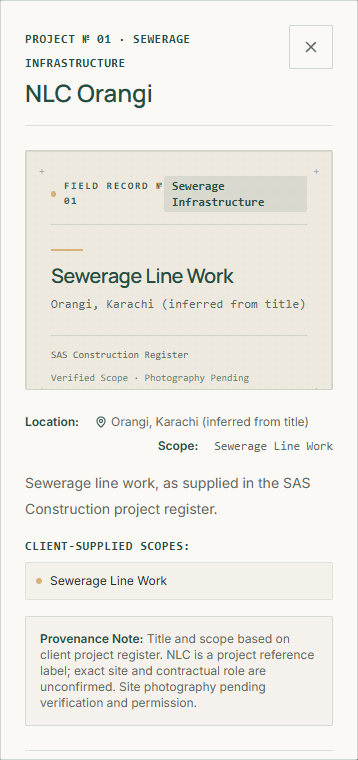 PROJECT № 01 · SEWERAGE
INFRASTRUCTURE
NLC Orangi
FIELD RECORD №
01
Sewerage
Infrastructure
Sewerage Line Work
Orangi, Karachi (inferred from title)
SAS Construction Register
Verified Scope · Photography Pending
Location: Orangi, Karachi (inferred from title)
Scope: Sewerage Line Work
Sewerage line work, as supplied in the SAS
Construction project register.
CLIENT-SUPPLIED SCOPES:
Sewerage Line Work
Provenance Note: Title and scope based on
client project register. NLC is a project reference
label; exact site and contractual role are
unconfirmed. Site photography pending
verification and permission.